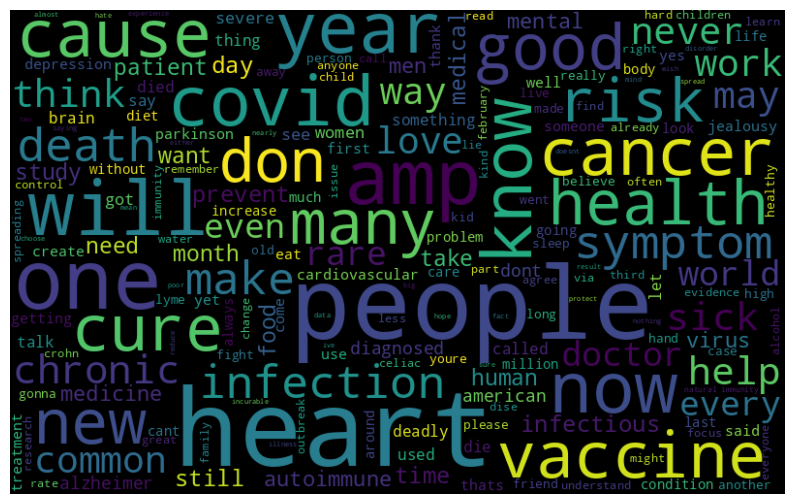 cause
year
good
never
work
severe
thing
patient
day
depression
died
say
think
covid
men
way
medical
mental
thank
read
hard
children
learn
life
right
yes
person
call
away
anyone
child
almost
hate
experience
disorder
mind
spread
risk
may
body
well
really
find
live
made
brain
diet
parkinson
see
women
something
love
lie
kind
february
know
someone
already
look
jealousy
death
don
study
without
want
first
control
remember
prevent
much
issue
kid
amp
cancer
believe
often
healthy
health
will
got
increase
immunity
spreading
many
even
problem
going
sleep
went
need
create
month
water
old
eat
rare
take
dont
agree
part
symptom
world
one
make
cardiovascular
care
people
via
third
result
let
evidence
high
protect
lyme
yet
getting
always
food
come
change
data
less
hope
fact
long
sick
alcohol
cure
talk
crohn
fight
use
diagnosed
called
virus
doctor
hand
case
chronic
gonna
infection
celiac
million
human
american
dise
now
help
every
nothing
natural immunity
everyone
medicine
cant
great
family
incurable
illness
outbreak
around
deadly
please
infectious
last
focus
said
might
new
heart
vaccine
common
treatment
research
rate
still
alzheimer
autoimmune
used
time
die
thats
friend
understand
condition
another
youre